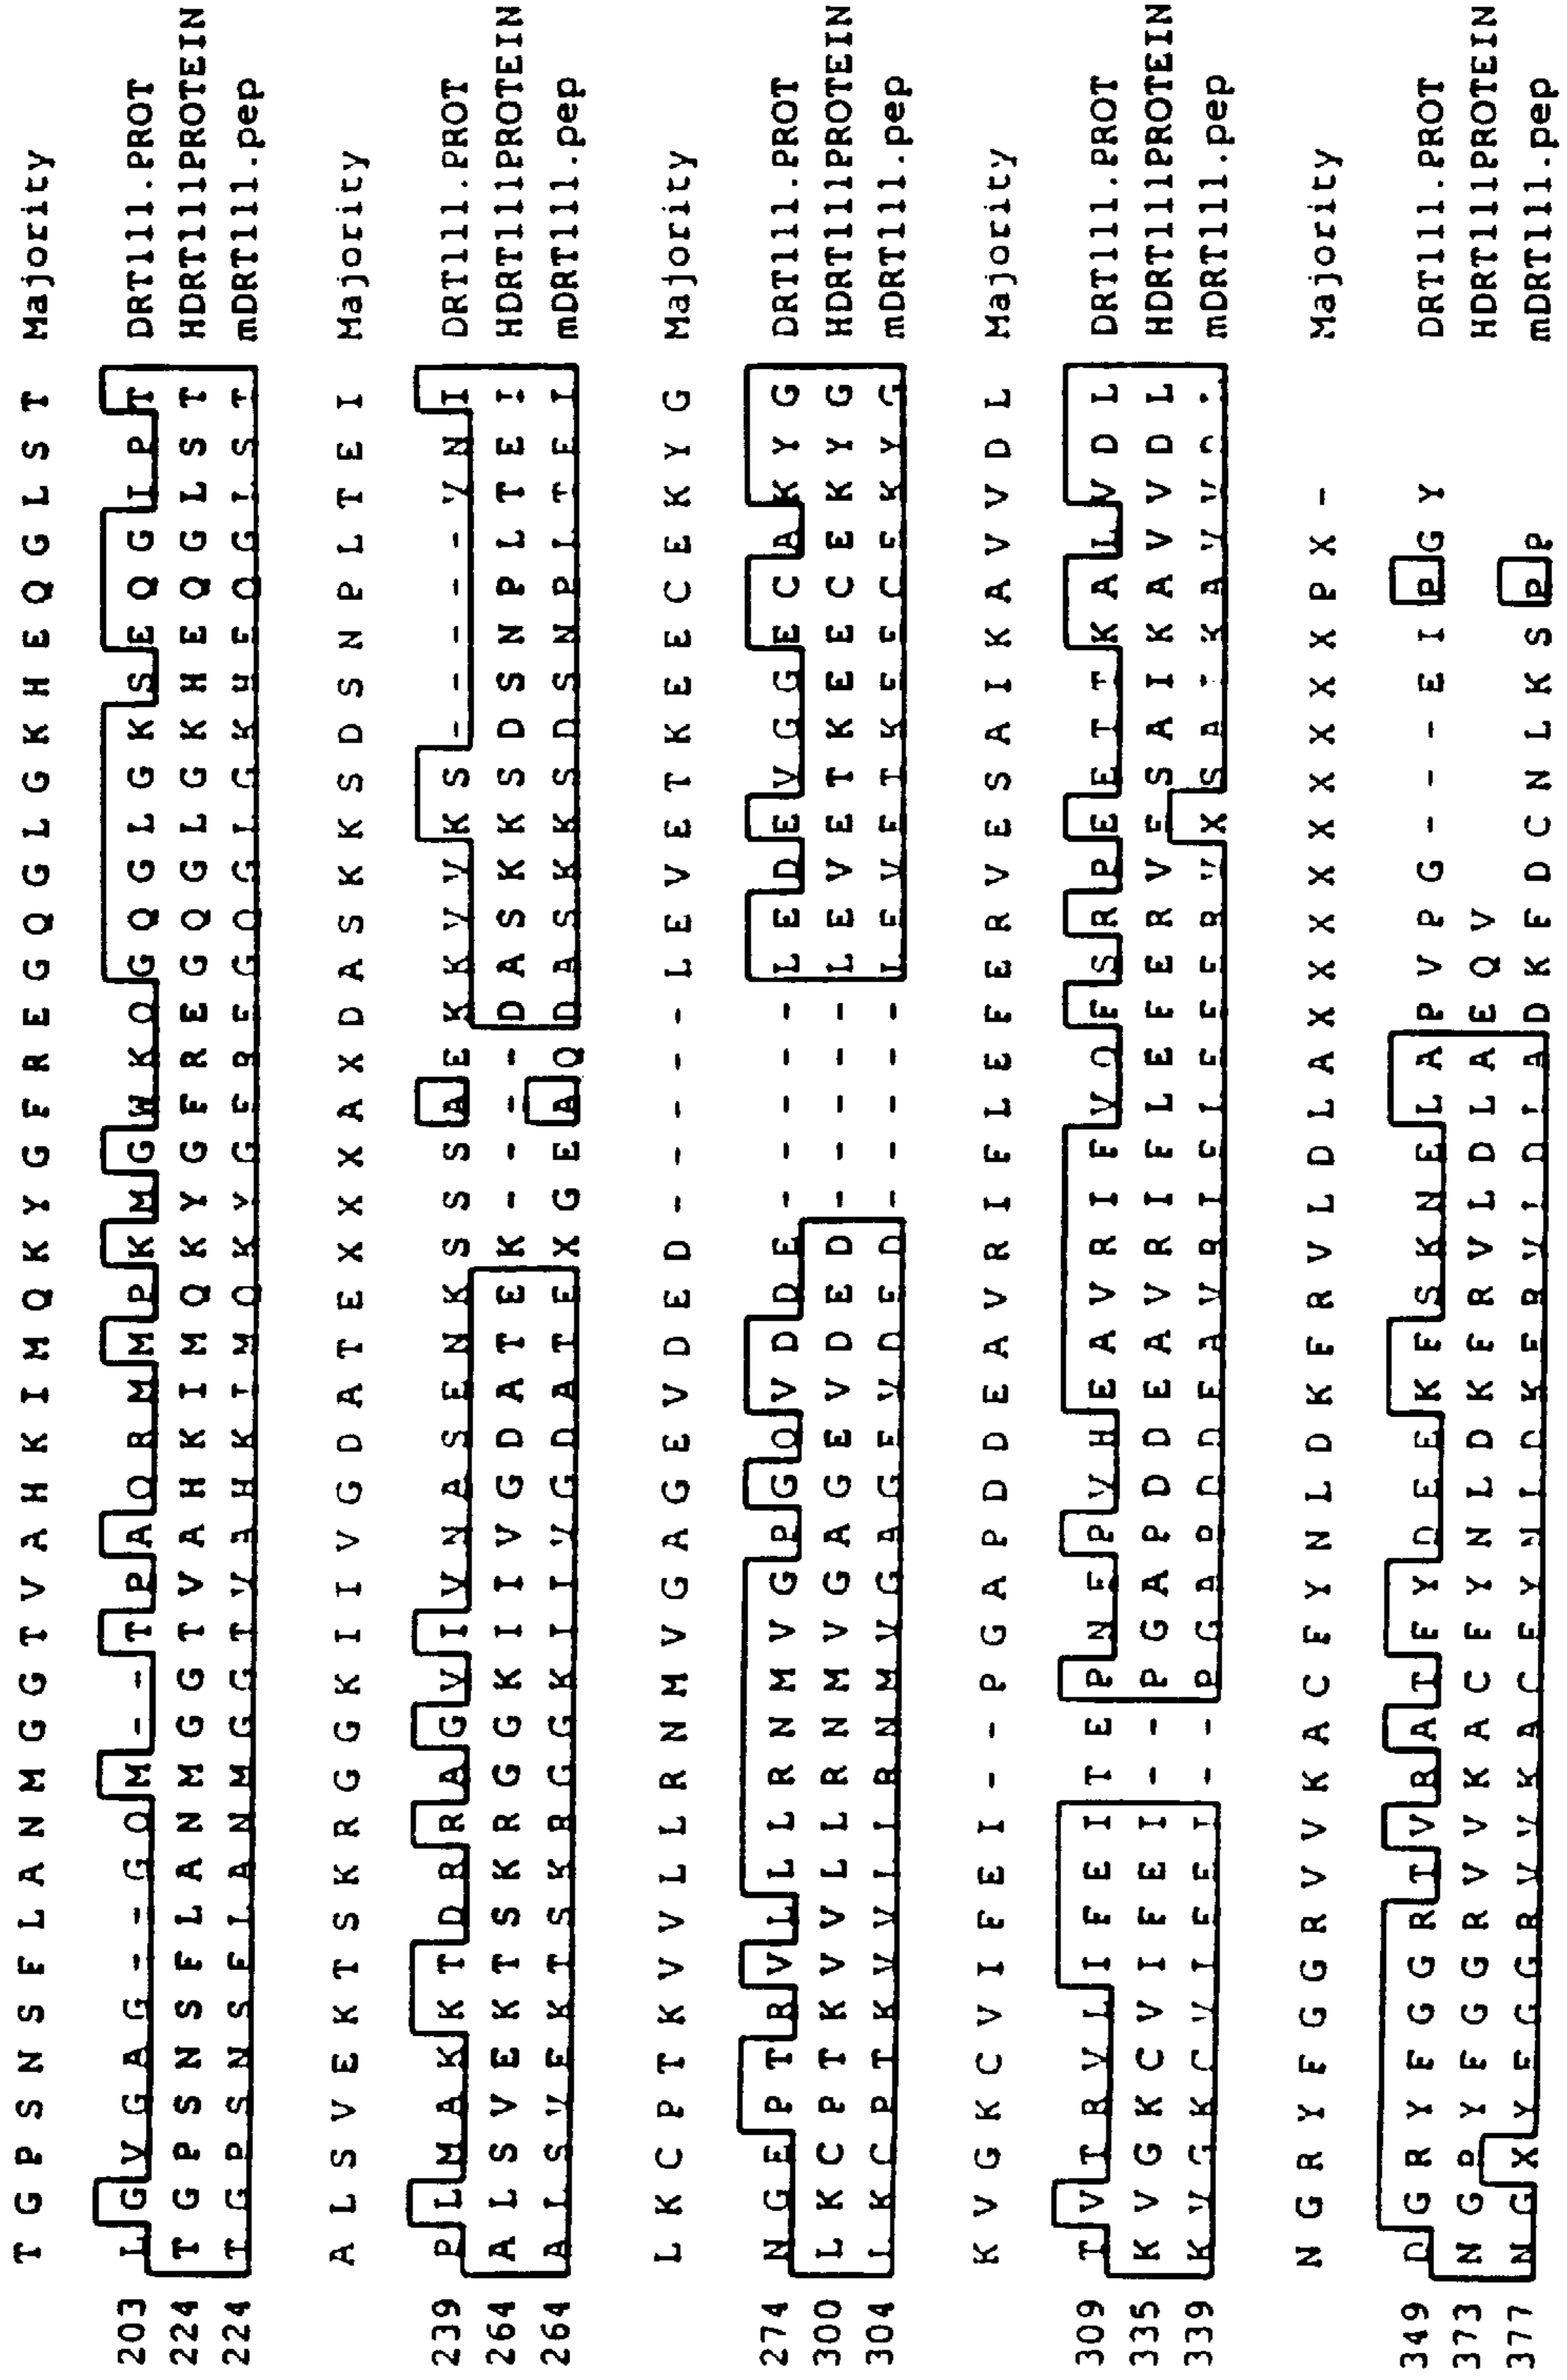 T G P S N S F L A N M G G T V A H K I M Q K Y G F R E G Q G L G K H E Q G L S T Majority
203 L G V G A G - - G Q M - - T P A Q R M M P K M G W K Q G Q G L G K S E Q G I P T DRT111.PROT
224 T G P S N S F L A N M G G T V A H K I M Q K Y G F R E G Q G L G K H E Q G L S T HDRT111PROTEIN
224 T G P S N S F L A N M G G T V A H K I M Q K Y G F R E G Q G L G K H E Q G L S T mDRT111.pep
A L S V E K T S K R G G K I I V G D A T E X X X A X D A S K K S D S N P L T E I Majority
239 P L M A K K T D R R A G V I V N A S E N K S S S A E K K V V K S - - - - - V N I DRT111.PROT
264 A L S V E K T S K R G G K I I V G D A T E K - - - - D A S K K S D S N P L T E I HDRT111PROTEIN
264 A L S V E K T S K R G G K I I V G D A T E X G E A Q D A S K K S D S N P L T E I mDRT111.pep
L K C P T K V V L L R N M V G A G E V D E D - - - - - L E V E T K E E C E K Y G Majority
274 N G E P T R V L L L R N M V G P G Q V D D E - - - - - L E D E V G G E C A K Y G DRT111.PROT
300 L K C P T K V V L L R N M V G A G E V D E D - - - - - L E V E T K E E C E K Y G HDRT111PROTEIN
304 L K C P T K V V L L R N M V G A G E V D E D - - - - - L E V E T K E E C E K Y G mDRT111.pep
K V G K C V I F E I - - P G A P D D E A V R I F L E F E R V E S A I K A V V D L Majority
309 T V T R V L I F E I T E P N F P V H E A V R I F V Q F S R P E E T T K A L V D L DRT111.PROT
335 K V G K C V I F E I - - P G A P D D E A V R I F L E F E R V E S A I K A V V D L HDRT111PROTEIN
339 K V G K C V I F E I - - P G A P D D E A V R I F L E F E R V X S A I K A V V D L mDRT111.pep
N G R Y F G G R V V K A C F Y N L D K F R V L D L A X X X X X X X X X P X - Majority
349 D G R Y F G G R T V R A T F Y D E E K F S K N E L A P V P G - - - E I P G Y DRT111.PROT
373 N G P Y F G G R V V K A C F Y N L D K F R V L D L A E Q V HDRT111PROTEIN
377 N G X Y F G G R V V K A C F Y N L D K F R V L D L A D K F D C N L K S P P mDRT111.pep